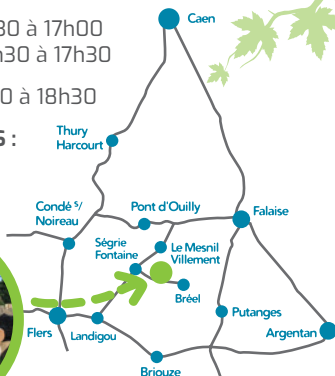 30 à 17h00
h30 à 17h30
0 à 18h30
S :
Caen
Thury
Harcourt
Condé s/
Noireau
Pont d'Ouilly
Falaise
Ségrie
Fontaine
Le Mesnil
Villement
Bréel
Flers
Landigou
Putanges
Argentan
Briouze